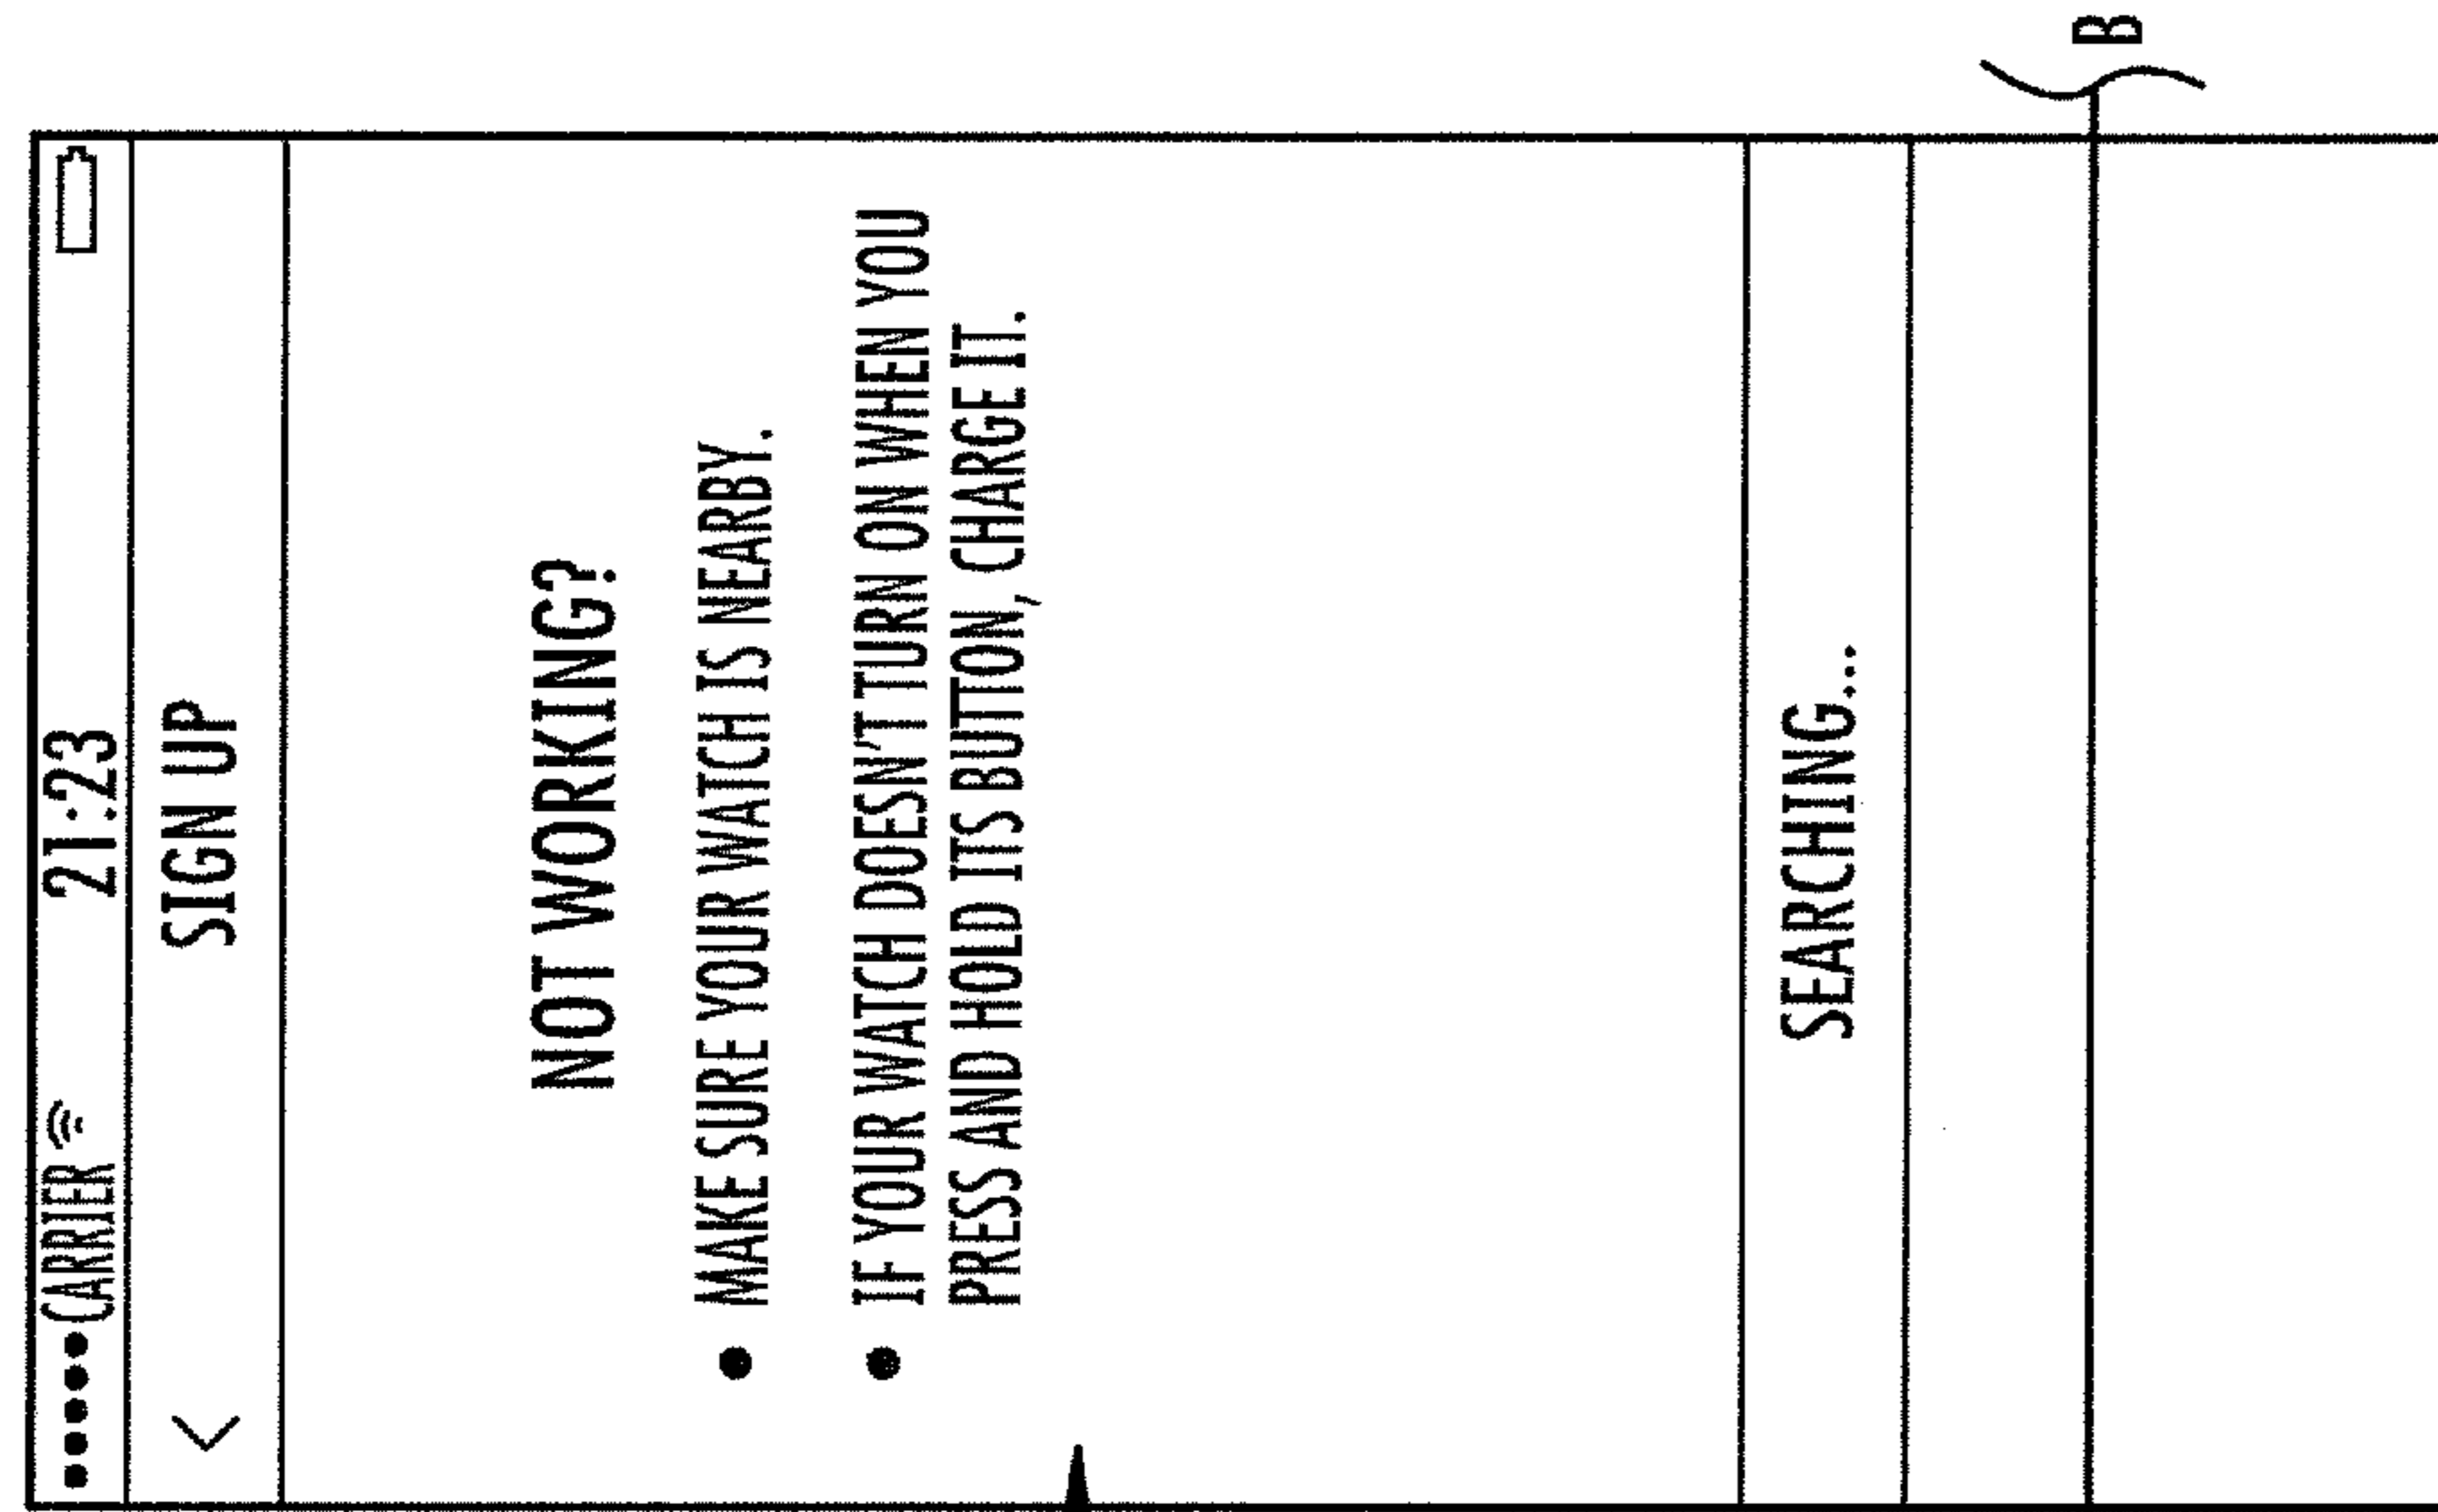 CARRIER 21:23
SIGN UP
NOT WORKING?
MAKE SURE YOUR WATCH IS NEARBY.
IF YOUR WATCH DOESN'T TURN ON WHEN YOU
PRESS AND HOLD ITS BUTTON, CHARGE IT.
SEARCHING...
B